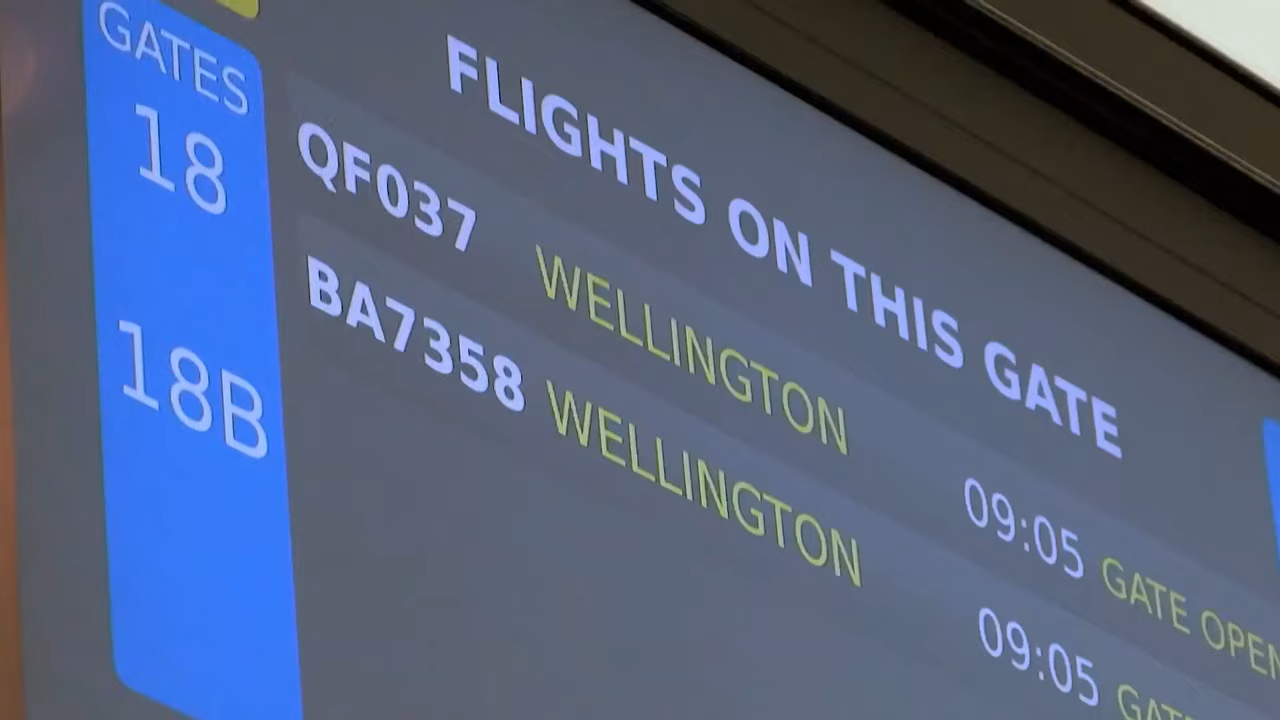 GATES
18
18B
FLIGHTS ON THIS GATE
QF037 WELLINGTON 09:05 GATE OPEN
BA7358 WELLINGTON 09:05